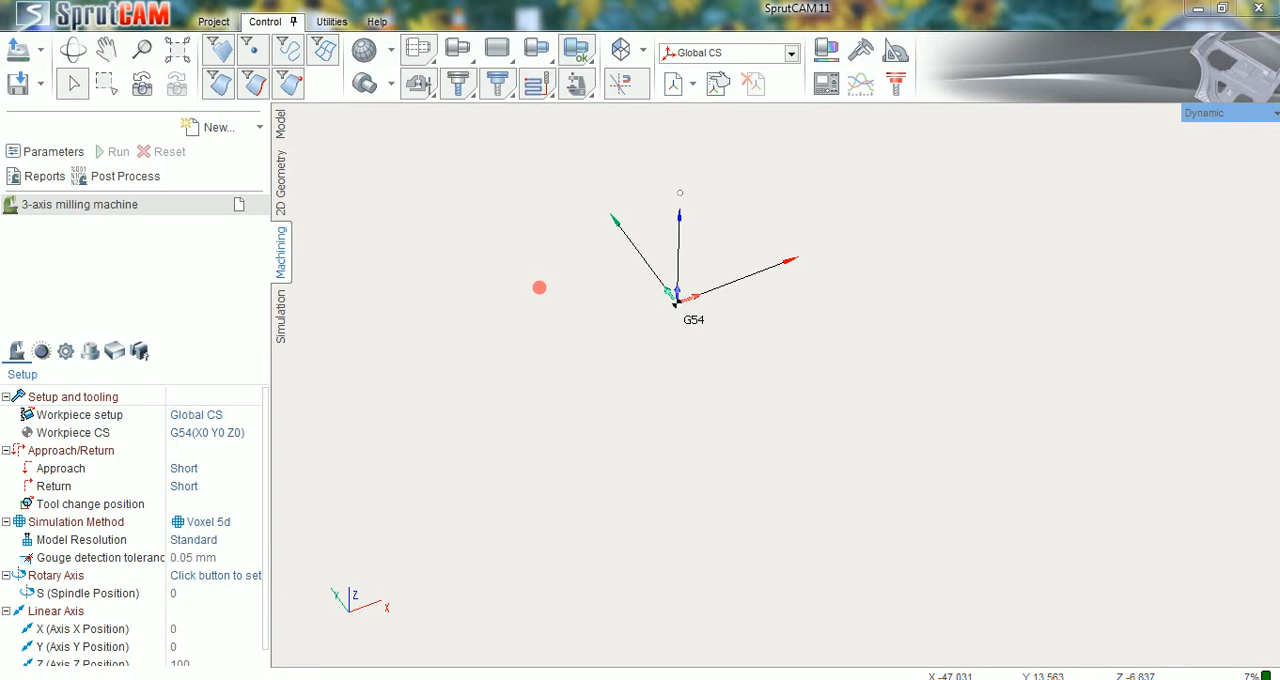 SprutCAM
SprutCAM 11
Project Control Utilities Help
ok
Global CS
Dynamic
New...
Parameters Run Reset
Reports Post Process
3-axis milling machine
Model
2D Geometry
Machining
Simulation
G54
Setup
Setup and tooling
Workpiece setup Global CS
Workpiece CS G54(X0 Y0 Z0)
Approach/Return
Approach Short
Return Short
Tool change position
Simulation Method Voxel 5d
Model Resolution Standard
Gouge detection toleranc 0.05 mm
Rotary Axis Click button to set
S (Spindle Position) 0
Linear Axis
X (Axis X Position) 0
Y (Axis Y Position) 0
Z (Axis Z Position) 100
Y Z X
X -47.031 Y 13.563 Z -6.837 7%